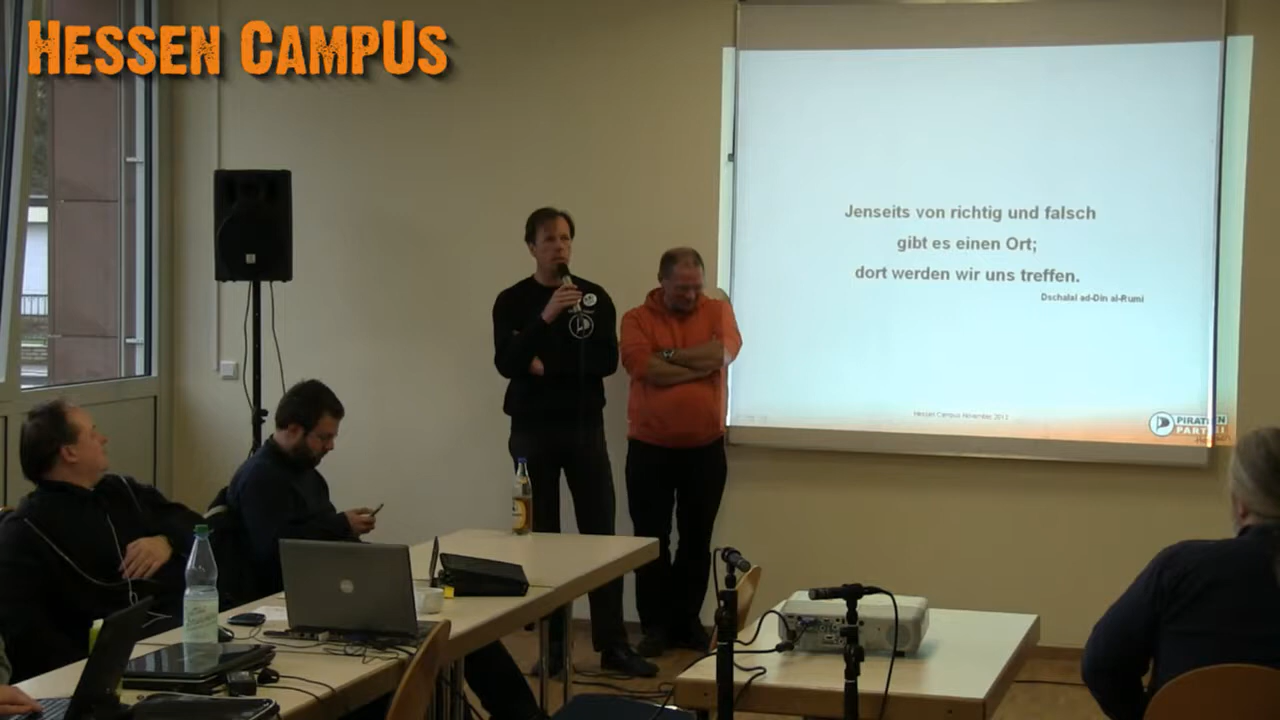 HESSEN CAMPUS
Jenseits von richtig und falsch
gibt es einen Ort;
dort werden wir uns treffen.
Dschalal ad-Din al-Rumi
Hessen Campus November 2013
PIRATEN
PARTEI
Hessen